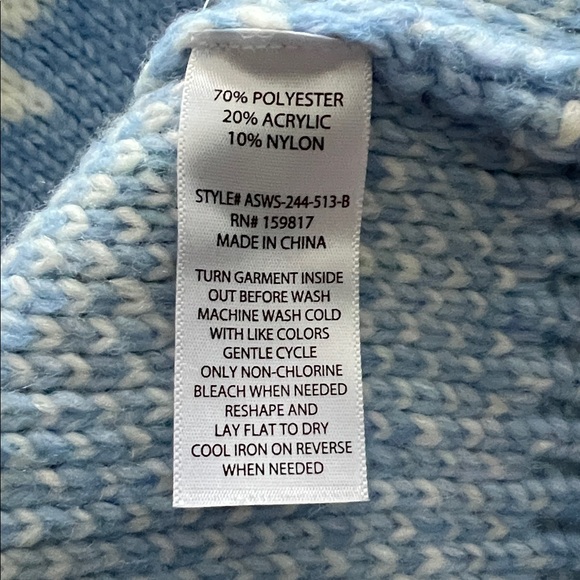 70% POLYESTER
20% ACRYLIC
10% NYLON
STYLE# ASWS-244-513-B
RN# 159817
MADE IN CHINA
TURN GARMENT INSIDE
OUT BEFORE WASH
MACHINE WASH COLD
WITH LIKE COLORS
GENTLE CYCLE
ONLY NON-CHLORINE
BLEACH WHEN NEEDED
RESHAPE AND
LAY FLAT TO DRY
COOL IRON ON REVERSE
WHEN NEEDED